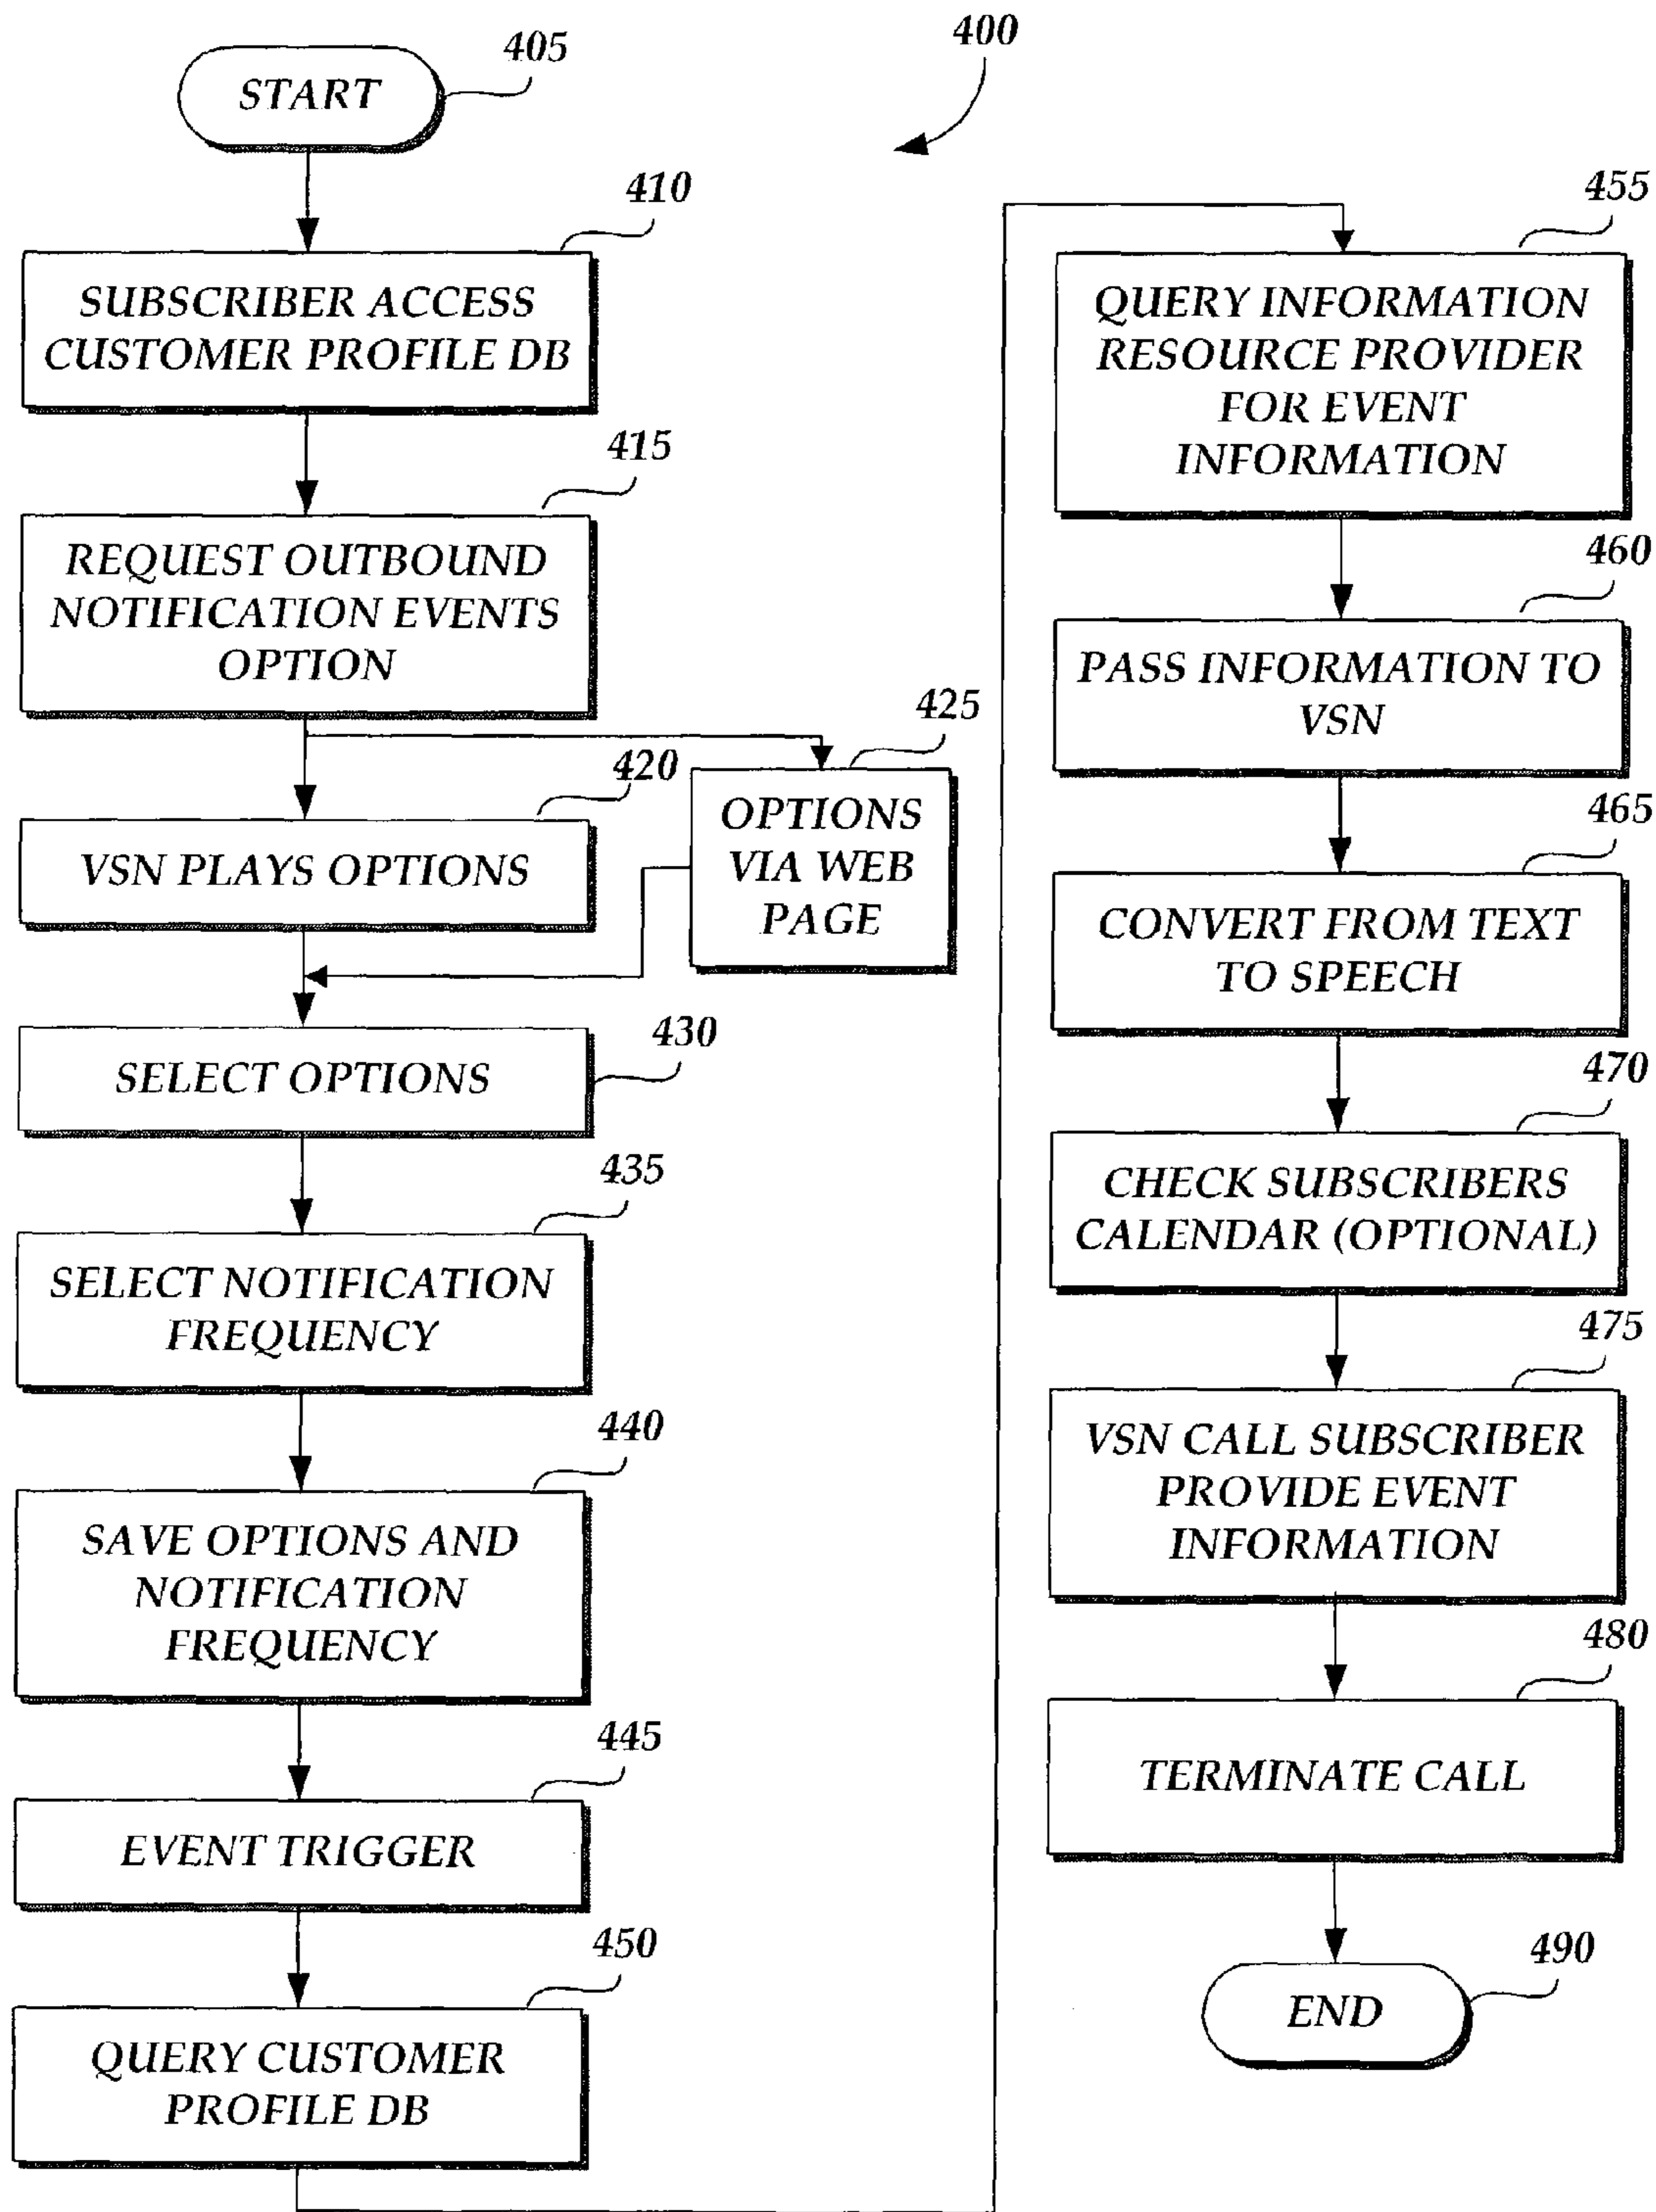 400
405
START
410
SUBSCRIBER ACCESS
CUSTOMER PROFILE DB
415
REQUEST OUTBOUND
NOTIFICATION EVENTS
OPTION
420
VSN PLAYS OPTIONS
425
OPTIONS
VIA WEB
PAGE
430
SELECT OPTIONS
435
SELECT NOTIFICATION
FREQUENCY
440
SAVE OPTIONS AND
NOTIFICATION
FREQUENCY
445
EVENT TRIGGER
450
QUERY CUSTOMER
PROFILE DB
455
QUERY INFORMATION
RESOURCE PROVIDER
FOR EVENT
INFORMATION
460
PASS INFORMATION TO
VSN
465
CONVERT FROM TEXT
TO SPEECH
470
CHECK SUBSCRIBERS
CALENDAR (OPTIONAL)
475
VSN CALL SUBSCRIBER
PROVIDE EVENT
INFORMATION
480
TERMINATE CALL
490
END